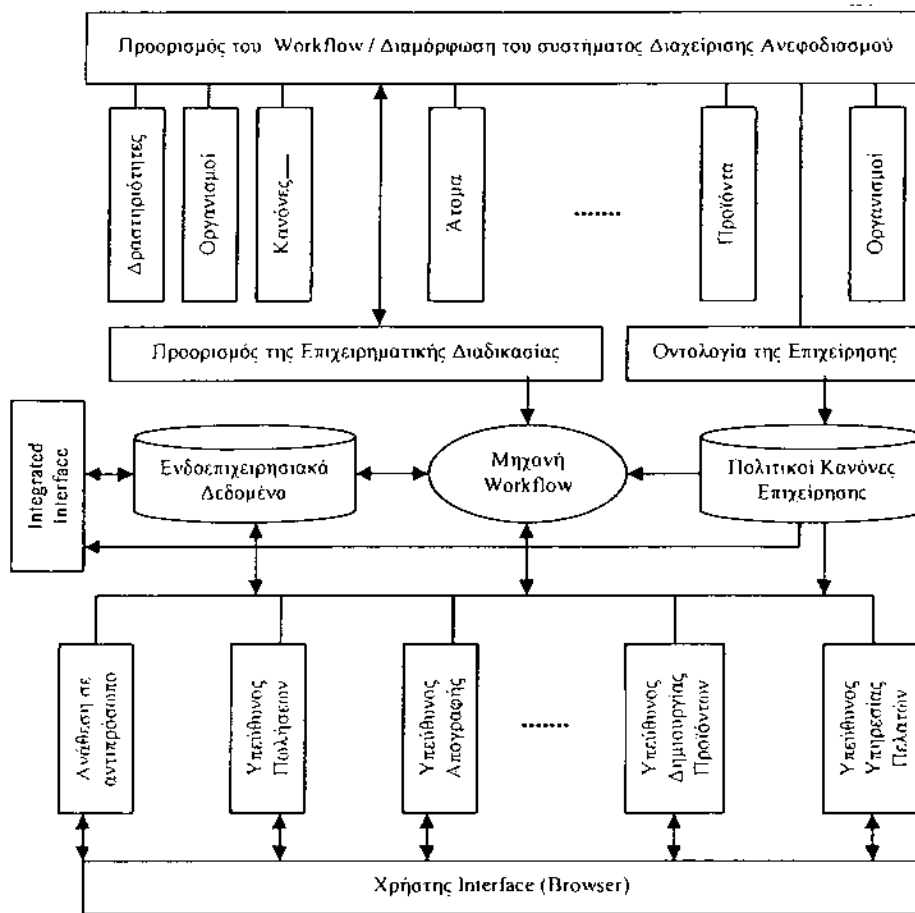 Προορισμός του Workflow / Διαμόρφωση του συστήματος Διαχείρισης Ανεφοδιασμού
Δραστηριότητες
Οργανισμοί
Κανόνες—
Άτομα
.......
Προϊόντα
Οργανισμοί
Προορισμός της Επιχειρηματικής Διαδικασίας
Οντολογία της Επιχείρησης
Integrated
Interface
Ενδοεπιχειρησιακά
Δεδομένα
Μηχανή
Workflow
Πολιτικοί Κανόνες
Επιχείρησης
Ανάθεση σε
αντιπρόσωπο
Υπεύθυνος
Πωλήσεων
Υπεύθυνος
Απογραφής
.......
Υπεύθυνος
Δημιουργίας
Προϊόντων
Υπεύθυνος
Υπηρεσίας
Πελατών
Χρήστης Interface (Browser)